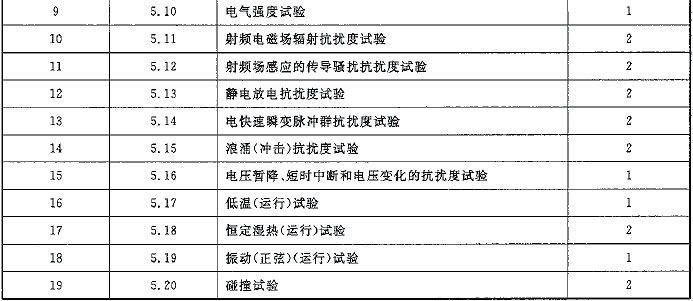 9 5.10 电气强度试验 1
10 5.11 射频电磁场辐射抗扰度试验 2
11 5.12 射频场感应的传导骚扰抗扰度试验 2
12 5.13 静电放电抗扰度试验 2
13 5.14 电快速瞬变脉冲群抗扰度试验 2
14 5.15 浪涌(冲击)抗扰度试验 2
15 5.16 电压暂降、短时中断和电压变化的抗扰度试验 1
16 5.17 低温(运行)试验 1
17 5.18 恒定湿热(运行)试验 2
18 5.19 振动(正弦)(运行)试验 1
19 5.20 碰撞试验 2